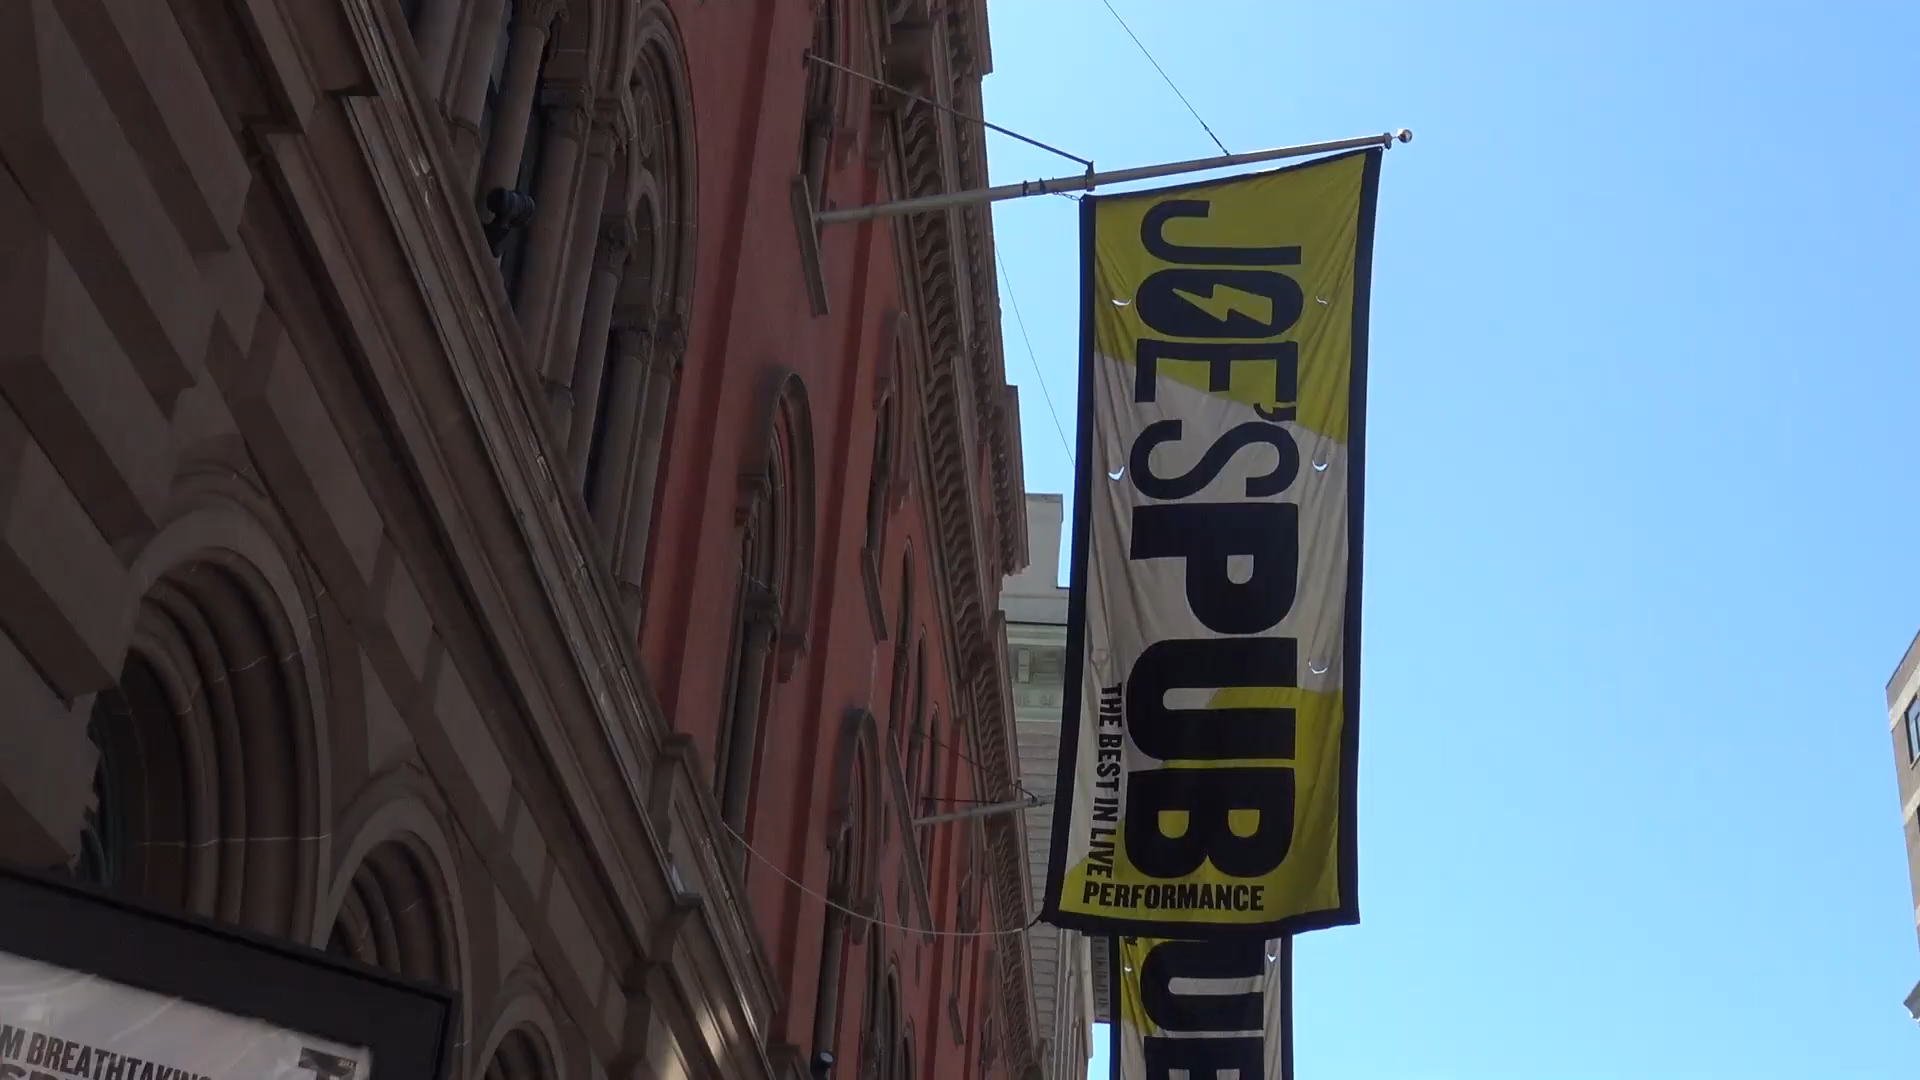 JOE'S PUB
THE BEST IN LIVE
PERFORMANCE
M BREATHTAKING